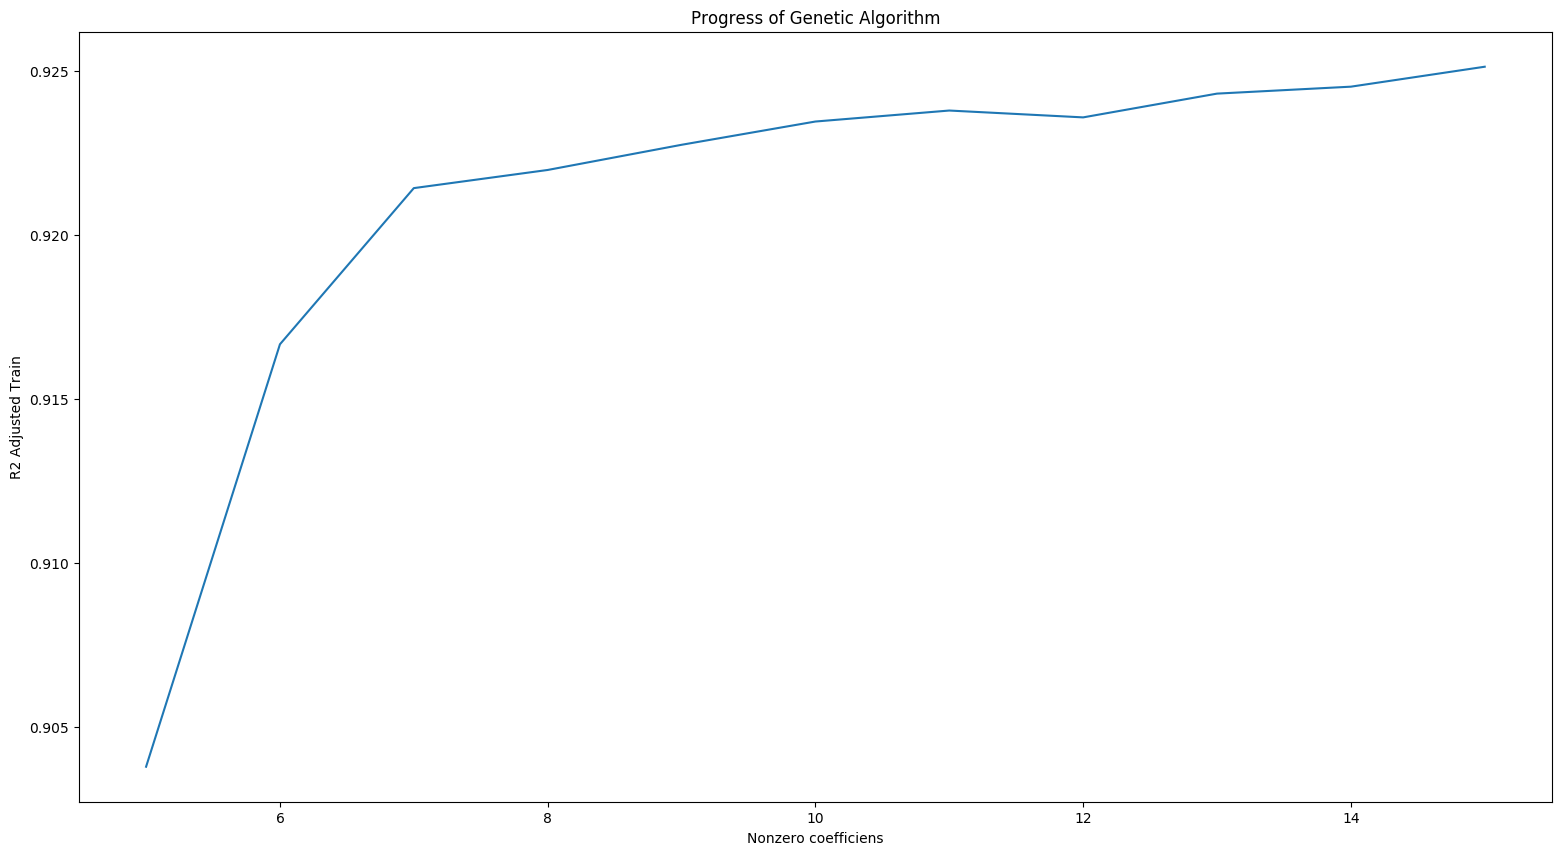 Progress of Genetic Algorithm
0.925
0.920
0.915
0.910
0.905
R2 Adjusted Train
6 8 10 12 14
Nonzero coefficiens